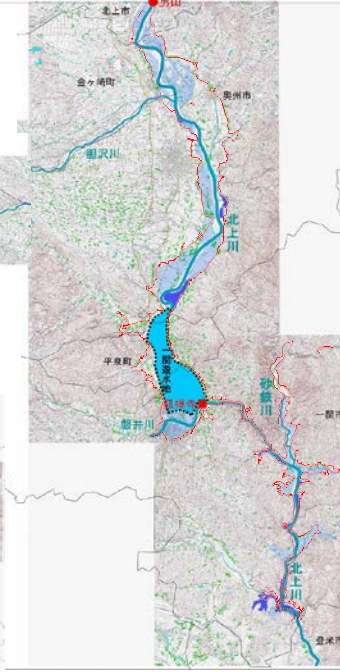 北上市
男山
金ヶ崎町
奥州市
胆沢川
北上川
一関遊水地
平泉町
狐禅寺
磐井川
砂鉄川
一関市
北上川
登米市